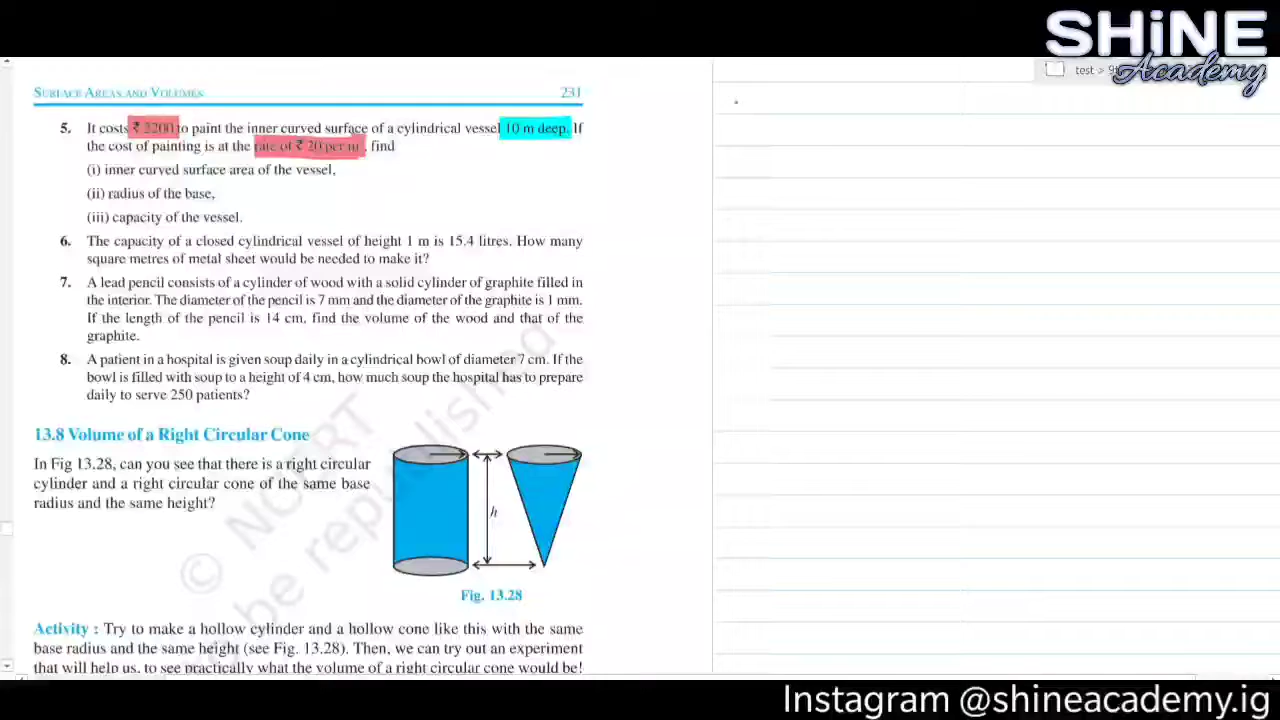 SHiNE
Academy
test > 9
SURFACE AREAS AND VOLUMES 231
5. It costs ₹ 2200 to paint the inner curved surface of a cylindrical vessel 10 m deep. If
the cost of painting is at the rate of ₹ 20 per m , find
(i) inner curved surface area of the vessel,
(ii) radius of the base,
(iii) capacity of the vessel.
6. The capacity of a closed cylindrical vessel of height 1 m is 15.4 litres. How many
square metres of metal sheet would be needed to make it?
7. A lead pencil consists of a cylinder of wood with a solid cylinder of graphite filled in
the interior. The diameter of the pencil is 7 mm and the diameter of the graphite is 1 mm.
If the length of the pencil is 14 cm, find the volume of the wood and that of the
graphite.
8. A patient in a hospital is given soup daily in a cylindrical bowl of diameter 7 cm. If the
bowl is filled with soup to a height of 4 cm, how much soup the hospital has to prepare
daily to serve 250 patients?
13.8 Volume of a Right Circular Cone
In Fig 13.28, can you see that there is a right circular
cylinder and a right circular cone of the same base
radius and the same height?
h
Fig. 13.28
© NCERT
be republished
Activity : Try to make a hollow cylinder and a hollow cone like this with the same
base radius and the same height (see Fig. 13.28). Then, we can try out an experiment
that will help us, to see practically what the volume of a right circular cone would be!
Instagram @shineacademy.ig